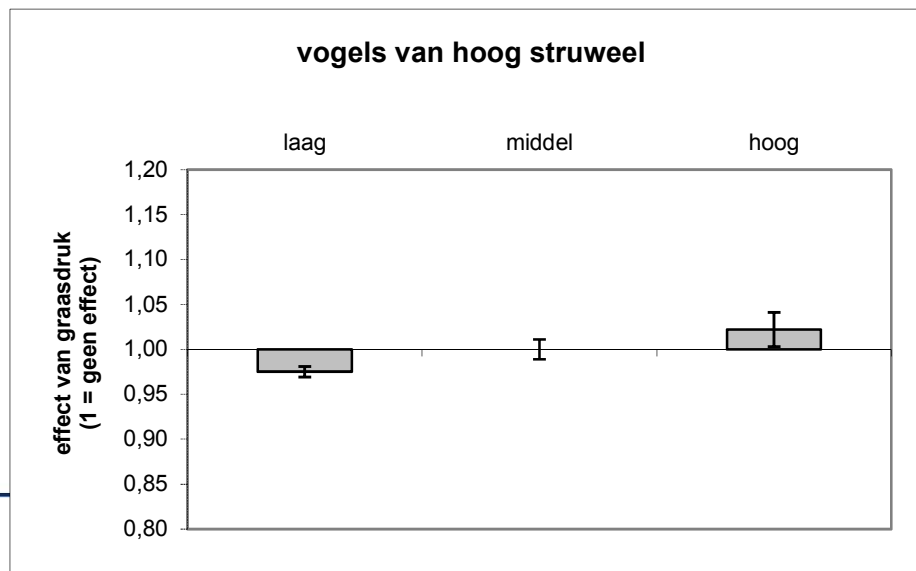 vogels van hoog struweel
laag middel hoog
effect van graasdruk
(1 = geen effect)
1,20
1,15
1,10
1,05
1,00
0,95
0,90
0,85
0,80